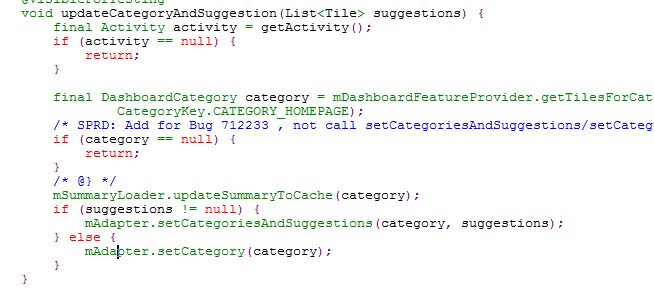 void updateCategoryAndSuggestion(List<Tile> suggestions) {
final Activity activity = getActivity();
if (activity == null) {
return;
}
final DashboardCategory category = mDashboardFeatureProvider.getTilesForCat
CategoryKey.CATEGORY_HOMEPAGE);
/* SPRD: Add for Bug 712233 , not call setCategoriesAndSuggestions/setCateg
if (category == null) {
return;
}
/* @} */
mSummaryLoader.updateSummaryToCache(category);
if (suggestions != null) {
mAdapter.setCategoriesAndSuggestions(category, suggestions);
} else {
mAdapter.setCategory(category);
}
}